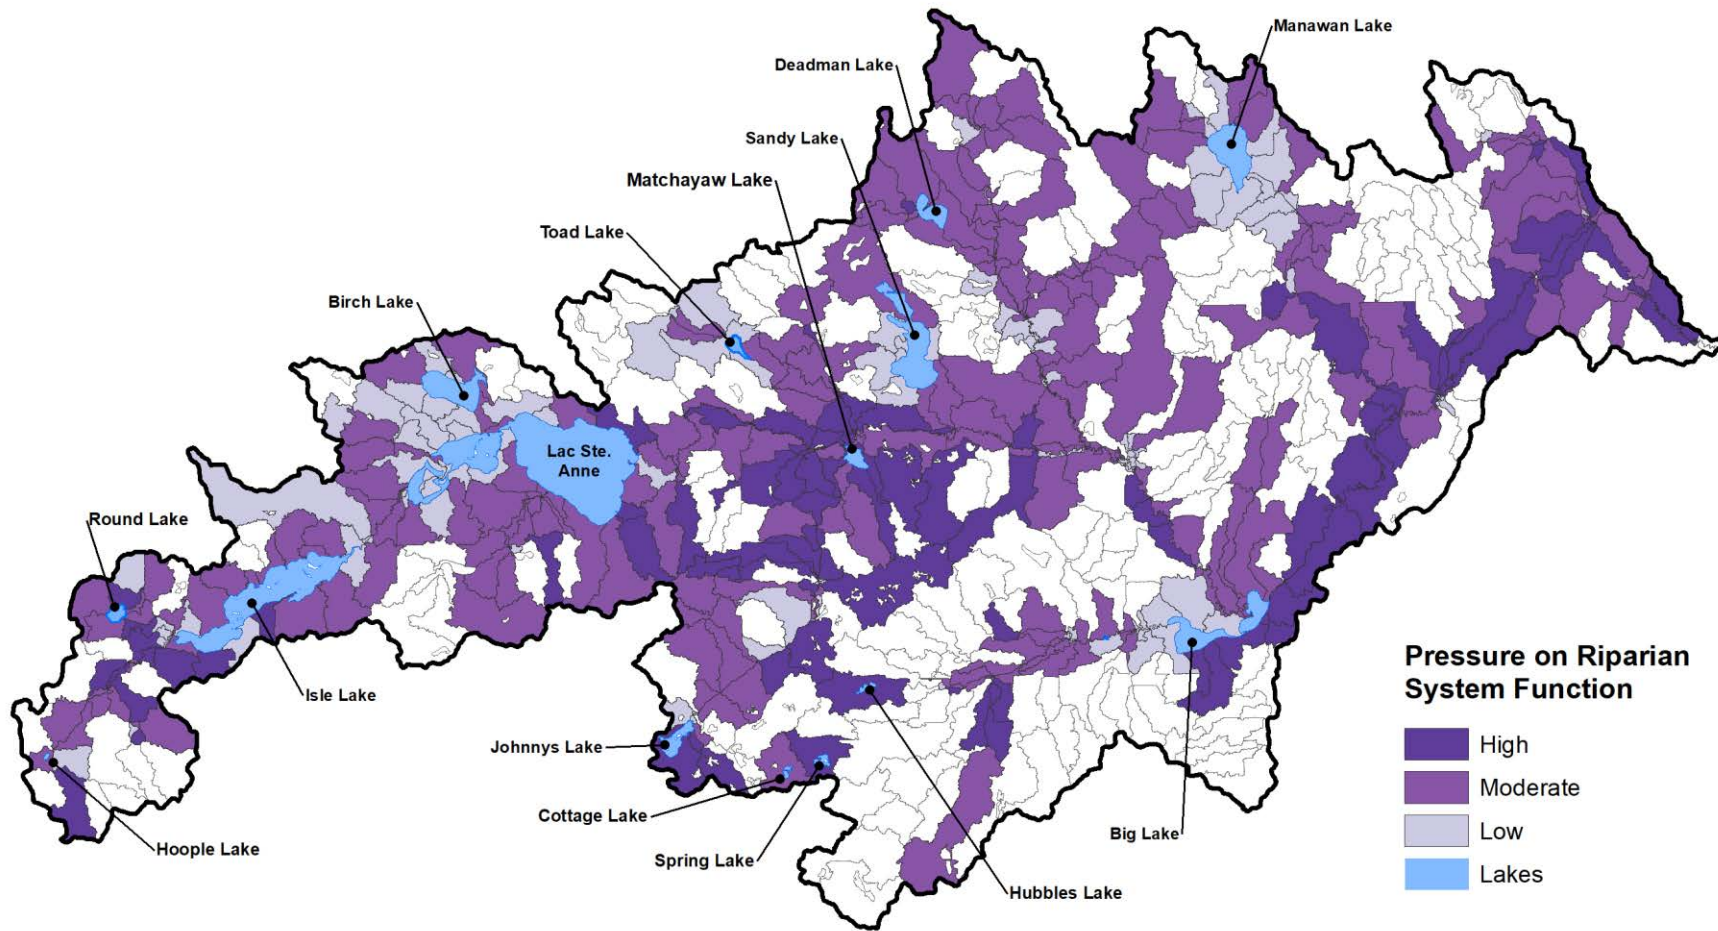 Manawan Lake
Deadman Lake
Sandy Lake
Matchayaw Lake
Toad Lake
Birch Lake
Lac Ste.
Anne
Round Lake
Isle Lake
Johnnys Lake
Cottage Lake
Spring Lake
Hoople Lake
Hubbles Lake
Big Lake
Pressure on Riparian
System Function
High
Moderate
Low
Lakes